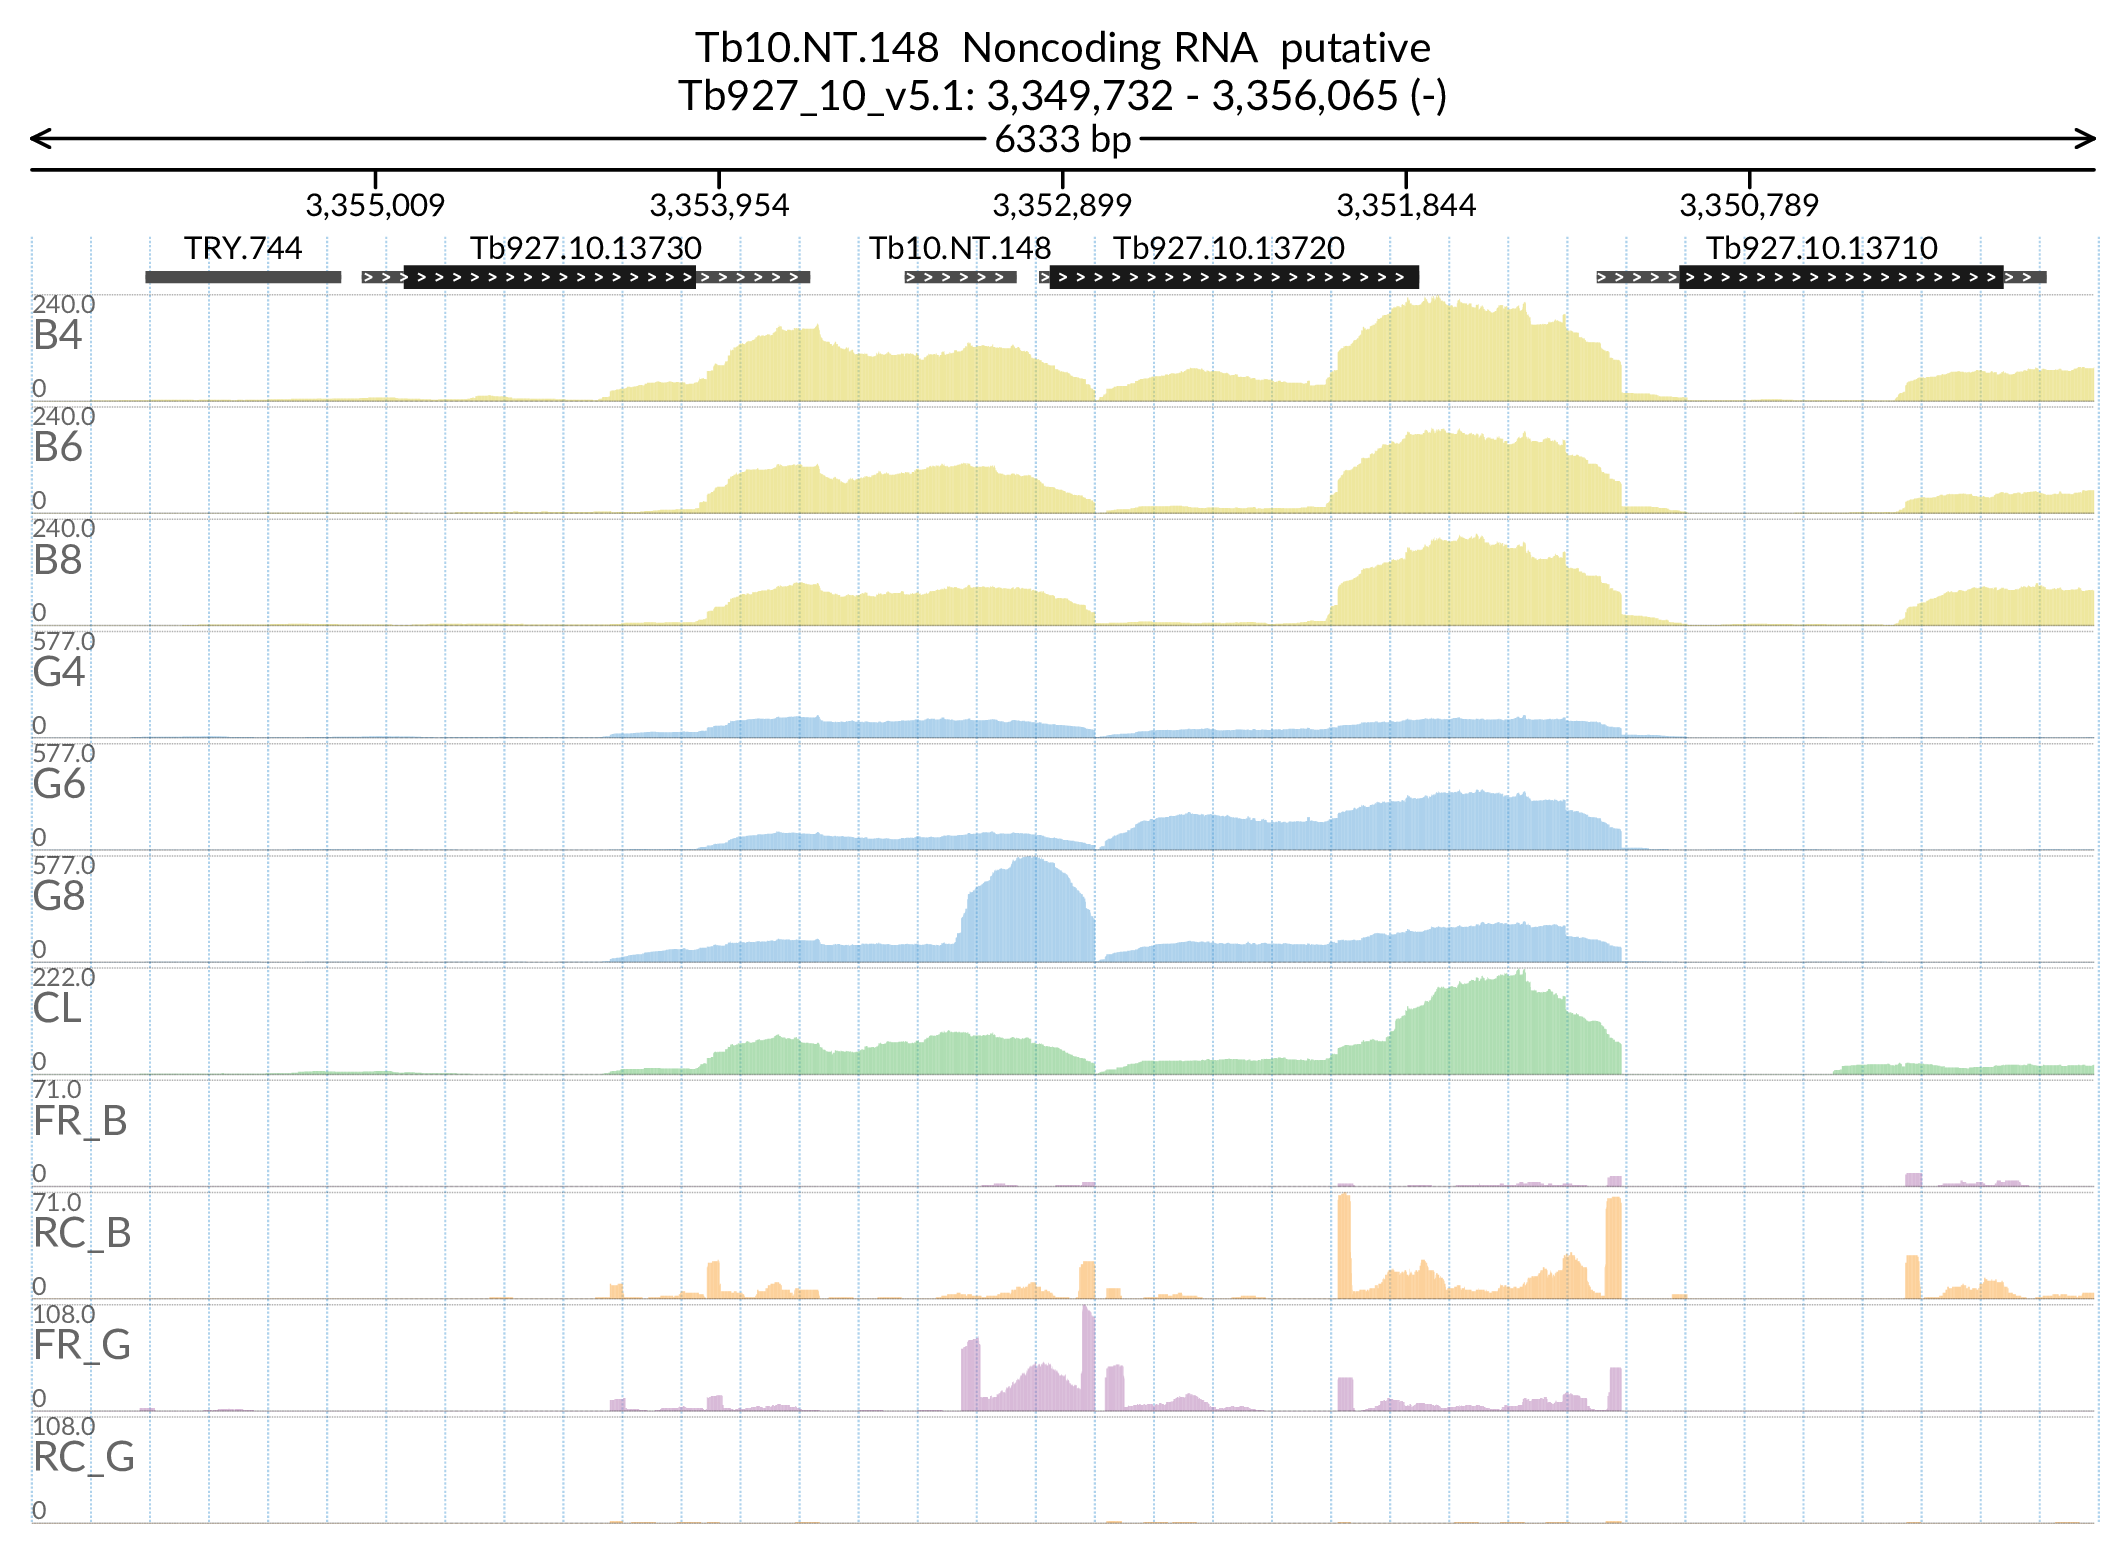 Tb10.NT.148  Noncoding RNA  putative
Tb927_10_v5.1: 3,349,732 - 3,356,065 (-)
6333 bp
3,355,009 3,353,954 3,352,899 3,351,844 3,350,789
TRY.744 Tb927.10.13730 Tb10.NT.148 Tb927.10.13720 Tb927.10.13710
240.0
B4
0
240.0
B6
0
240.0
B8
0
577.0
G4
0
577.0
G6
0
577.0
G8
0
222.0
CL
0
71.0
FR_B
0
71.0
RC_B
0
108.0
FR_G
0
108.0
RC_G
0